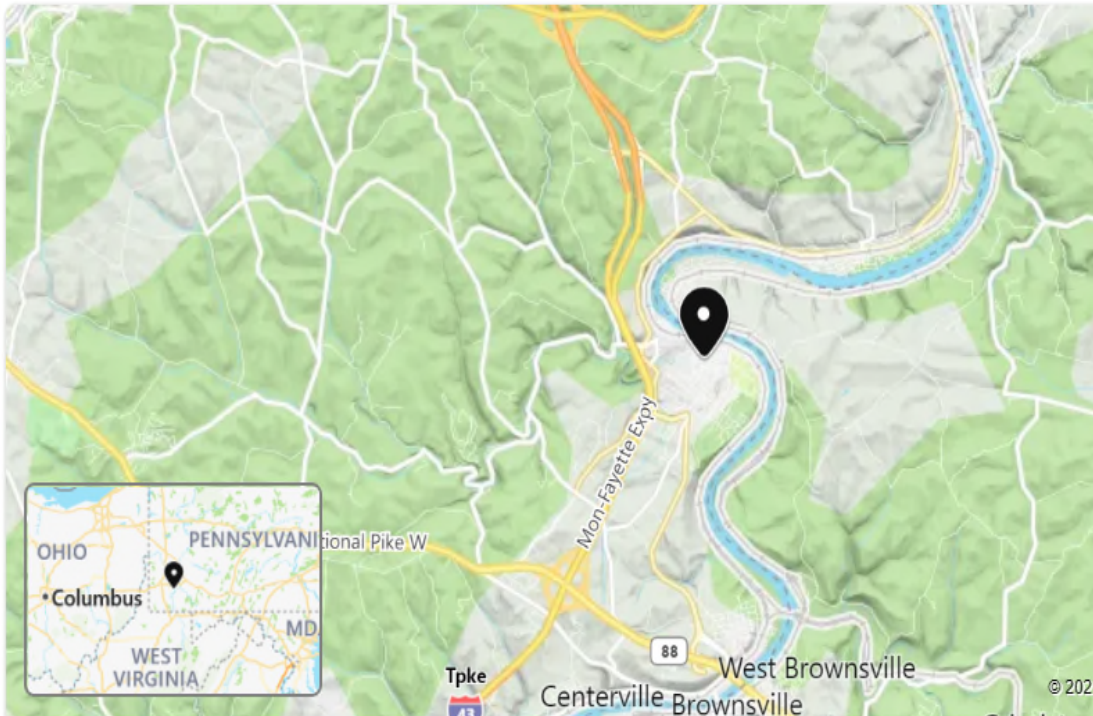 Mon-Fayette Expy
OHIO
PENNSYLVANI
tional Pike W
Columbus
MD
WEST
VIRGINIA
88
Tpke
43
West Brownsville
Centerville
Brownsville
© 202